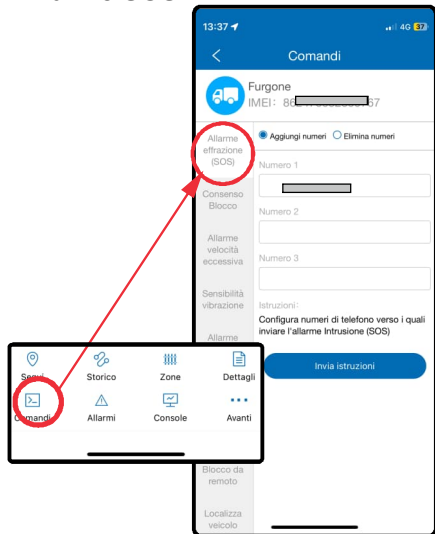 13:37
4G 37
Comandi
Furgone
IMEI: 86 67
Allarme
effrazione
(SOS)
Aggiungi numeri Elimina numeri
Numero 1
Consenso
Blocco
Numero 2
Allarme
velocità
eccessiva
Numero 3
Sensibilità
vibrazione
Istruzioni:
Configura numeri di telefono verso i quali
inviare l'allarme Intrusione (SOS)
Allarme
Invia istruzioni
Segui Storico Zone Dettagli
Comandi Allarmi Console Avanti
Blocco da
remoto
Localizza
veicolo